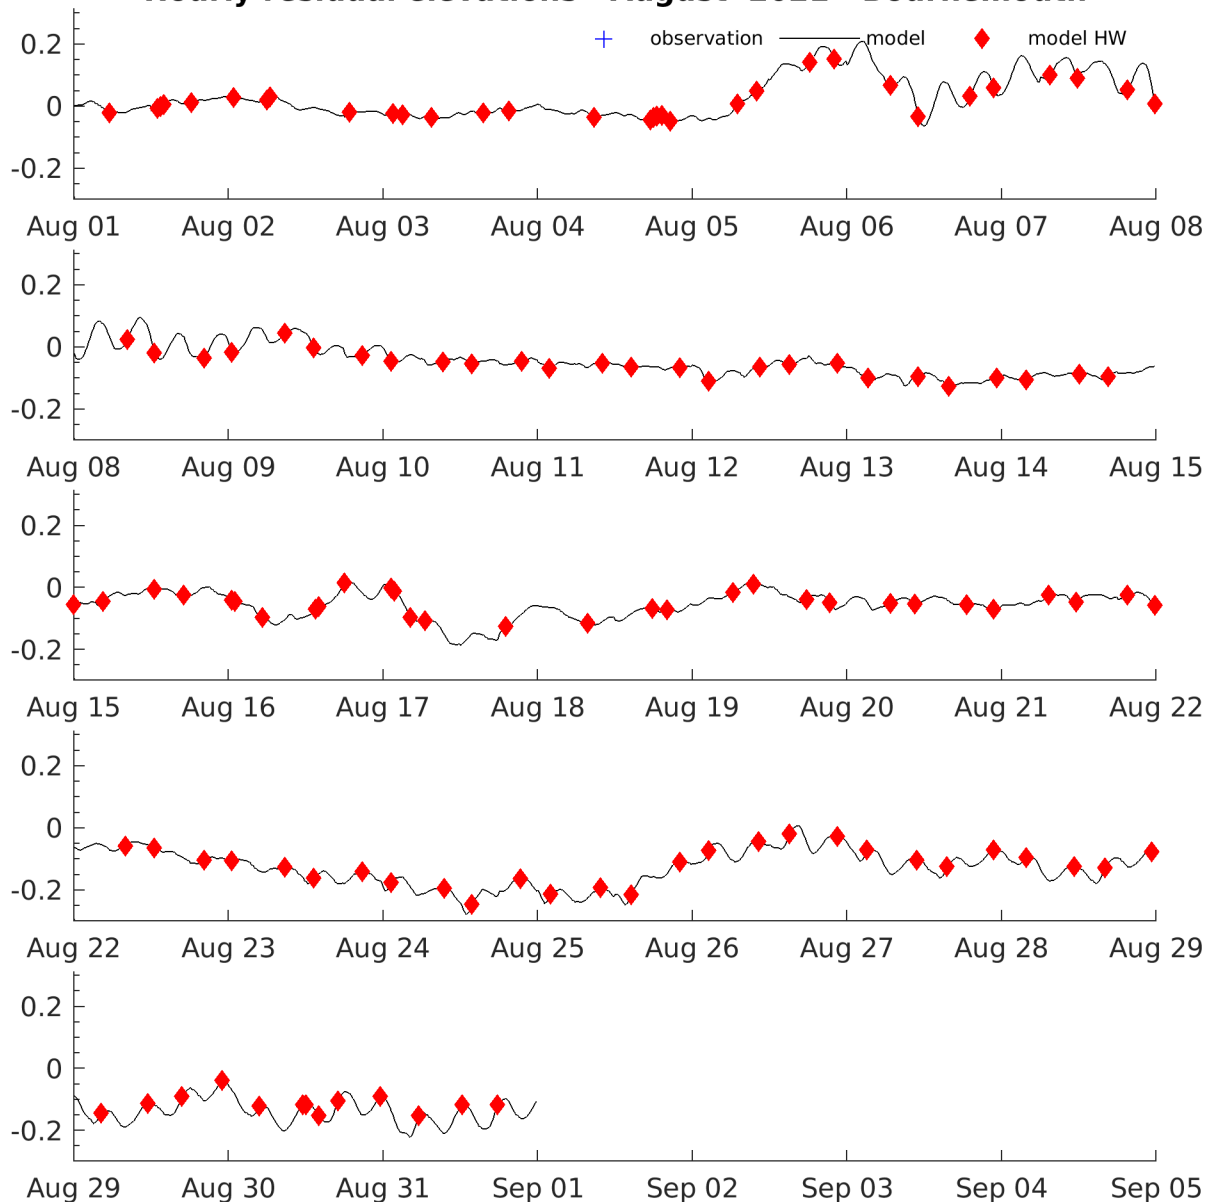 Hourly residual elevations August Bournemouth
observation model model HW
0.2
0
-0.2
Aug 01 Aug 02 Aug 03 Aug 04 Aug 05 Aug 06 Aug 07 Aug 08
0.2
0
-0.2
Aug 08 Aug 09 Aug 10 Aug 11 Aug 12 Aug 13 Aug 14 Aug 15
0.2
0
-0.2
Aug 15 Aug 16 Aug 17 Aug 18 Aug 19 Aug 20 Aug 21 Aug 22
0.2
0
-0.2
Aug 22 Aug 23 Aug 24 Aug 25 Aug 26 Aug 27 Aug 28 Aug 29
0.2
0
-0.2
Aug 29 Aug 30 Aug 31 Sep 01 Sep 02 Sep 03 Sep 04 Sep 05